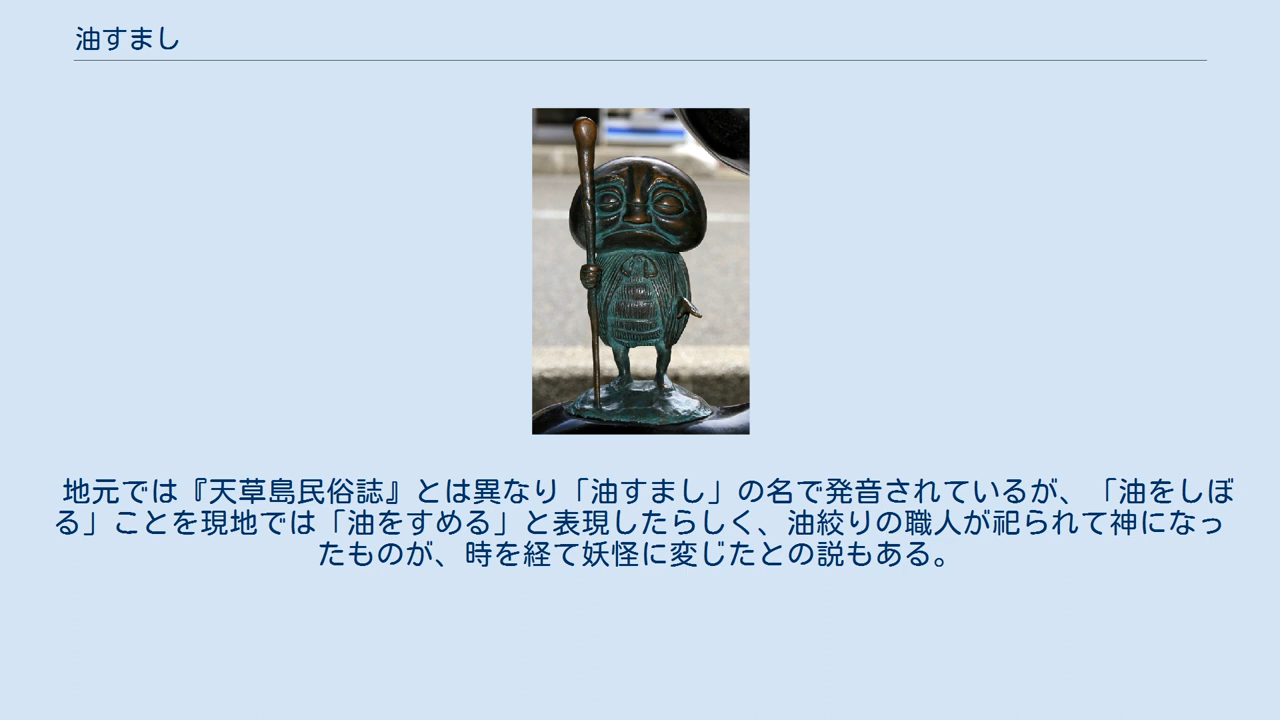 油すまし
地元では『天草島民俗誌』とは異なり「油すまし」の名で発音されているが、「油をしぼ
る」ことを現地では「油をすめる」と表現したらしく、油絞りの職人が祀られて神になっ
たものが、時を経て妖怪に変じたとの説もある。